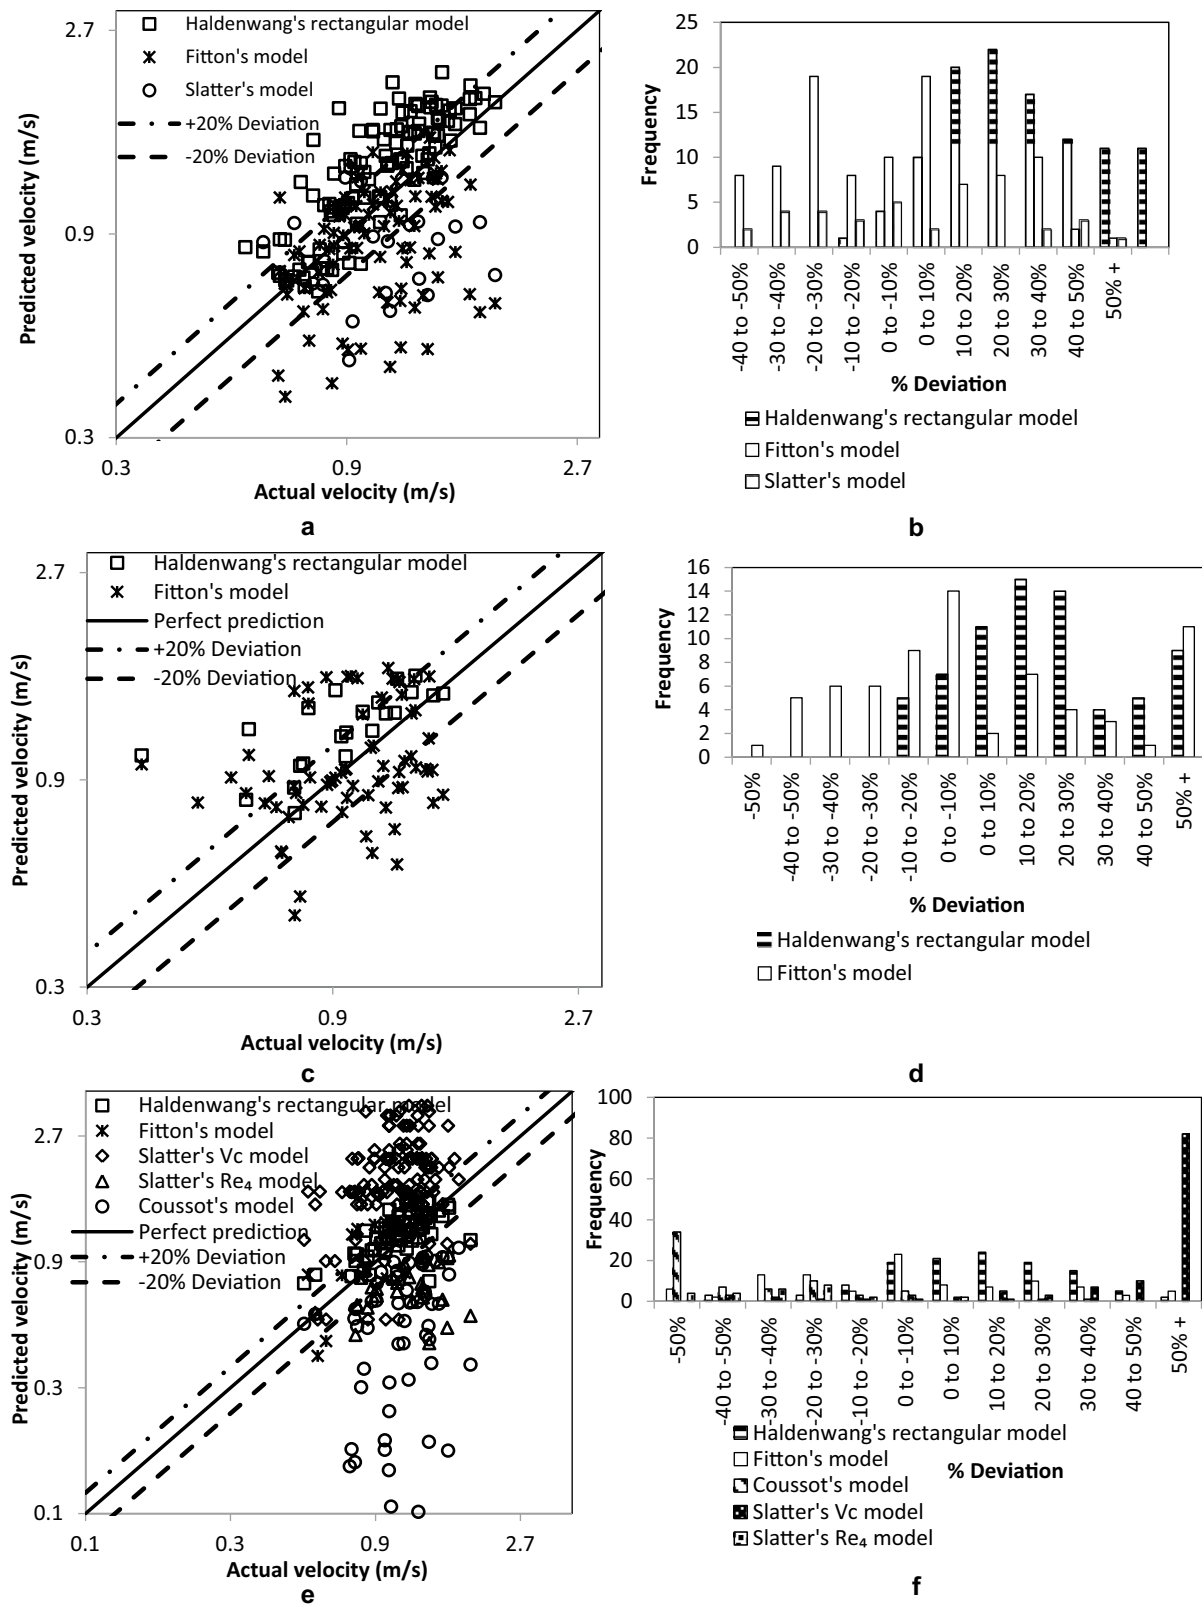 Haldenwang's rectangular model
Fitton's model
Slatter's model
+20% Deviation
-20% Deviation
2.7
0.9
0.3
0.3
0.9
2.7
Predicted velocity (m/s)
Actual velocity (m/s)
a
25
20
15
10
5
0
Frequency
-40 to -50%
-30 to -40%
-20 to -30%
-10 to -20%
0 to -10%
0 to 10%
10 to 20%
20 to 30%
30 to 40%
40 to 50%
50% +
% Deviation
Haldenwang's rectangular model
Fitton's model
Slatter's model
b
Haldenwang's rectangular model
Fitton's model
Perfect prediction
+20% Deviation
-20% Deviation
2.7
0.9
0.3
0.3
0.9
2.7
Predicted velocity (m/s)
Actual velocity (m/s)
c
16
14
12
10
8
6
4
2
0
Frequency
-50%
-40 to -50%
-30 to -40%
-20 to -30%
-10 to -20%
0 to -10%
0 to 10%
10 to 20%
20 to 30%
30 to 40%
40 to 50%
50% +
% Deviation
Haldenwang's rectangular model
Fitton's model
d
Haldenwang's rectangular model
Fitton's model
Slatter's Vc model
Slatter's Re₄ model
Coussot's model
Perfect prediction
+20% Deviation
-20% Deviation
2.7
0.9
0.3
0.1
0.1
0.3
0.9
2.7
Predicted velocity (m/s)
Actual velocity (m/s)
e
100
80
60
40
20
0
Frequency
-50%
-40 to -50%
-30 to -40%
-20 to -30%
-10 to -20%
0 to -10%
0 to 10%
10 to 20%
20 to 30%
30 to 40%
40 to 50%
50% +
Haldenwang's rectangular model
Fitton's model
% Deviation
Coussot's model
Slatter's Vc model
Slatter's Re₄ model
f